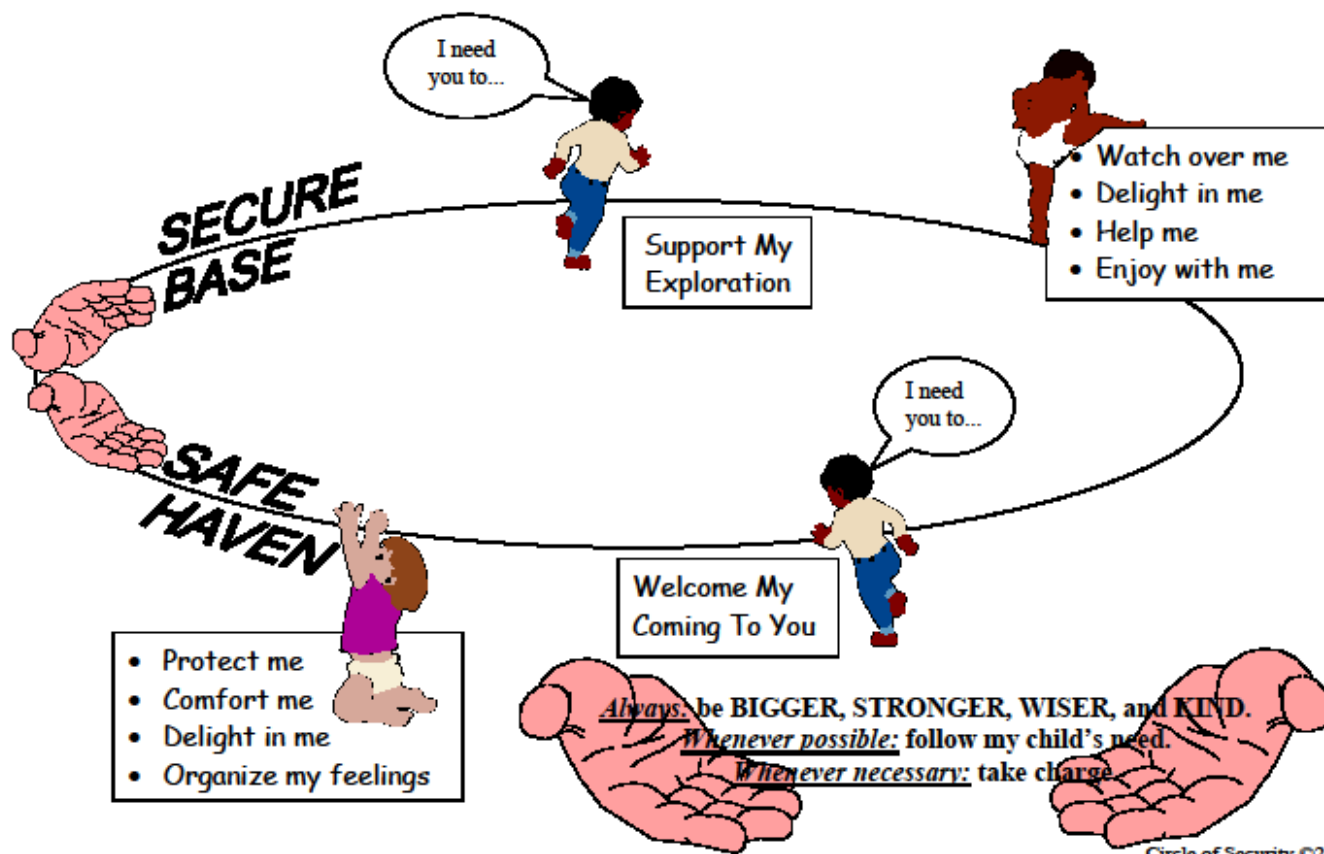 I need
you to...
SECURE
BASE
Support My
Exploration
• Watch over me
• Delight in me
• Help me
• Enjoy with me
I need
you to...
SAFE
HAVEN
Welcome My
Coming To You
• Protect me
• Comfort me
• Delight in me
• Organize my feelings
Always: be BIGGER, STRONGER, WISER, and KIND.
Whenever possible: follow my child's need.
Whenever necessary: take charge.
Circle of Security ©2